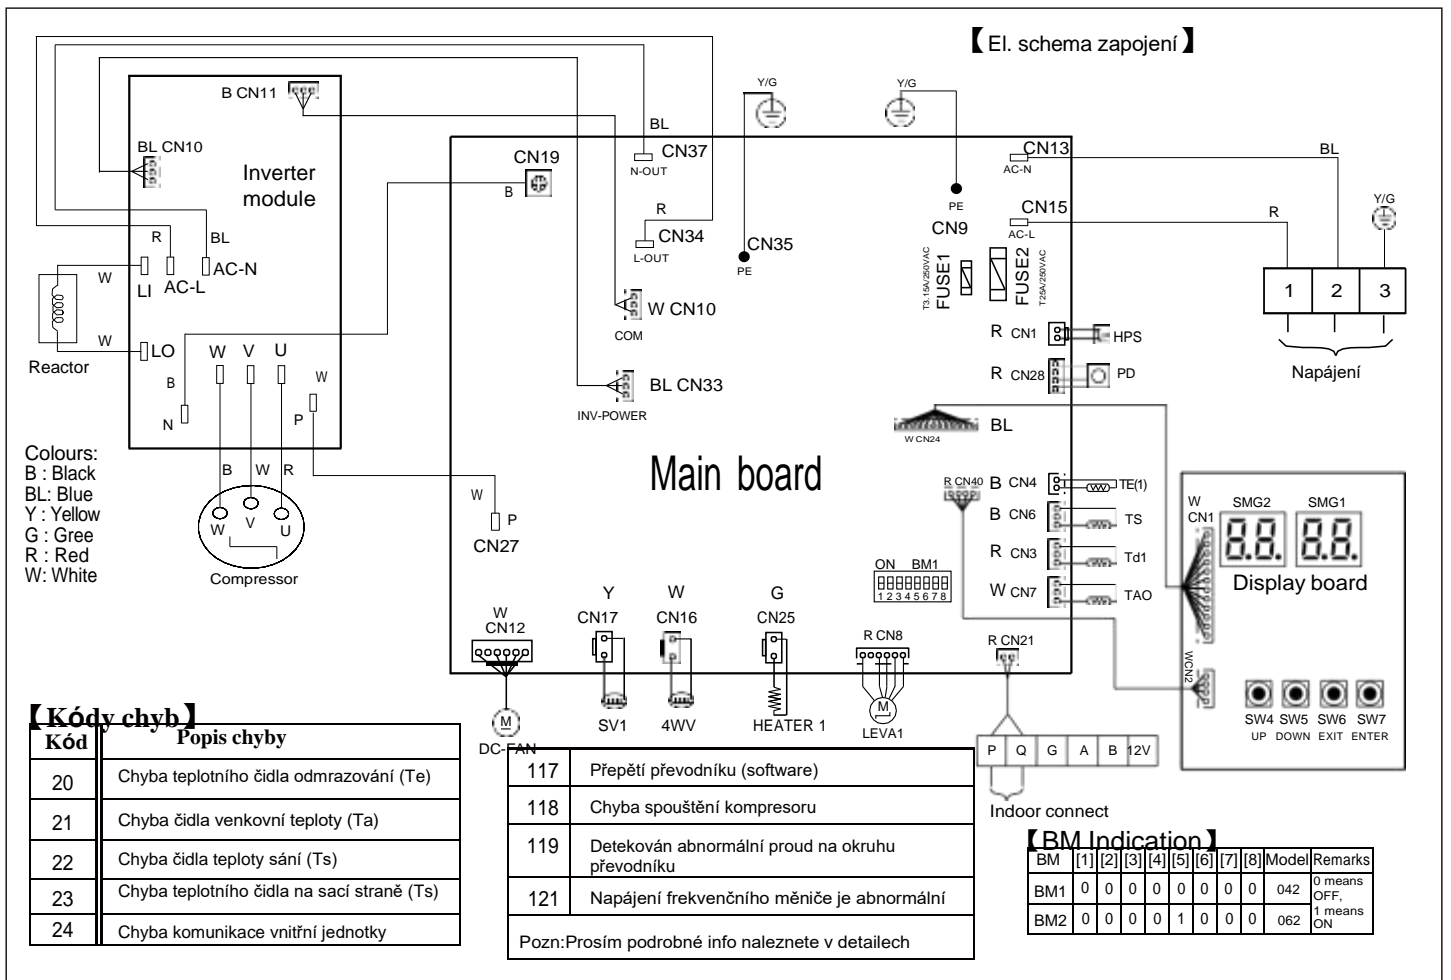 【 El. schema zapojení 】
B CN11
BL CN10
Inverter
module
R
BL
W
LI
AC-L
AC-N
W
LO
Reactor
W
V
U
B
W
N
P
B
W
R
W
V
U
Compressor
Colours:
B : Black
BL: Blue
Y : Yellow
G : Gree
R : Red
W: White
CN19
B
BL
CN37
N-OUT
R
CN34
L-OUT
Y/G
CN35
PE
W CN10
COM
BL CN33
INV-POWER
Y/G
PE
CN9
CN13
AC-N
CN15
AC-L
T3.15A/250VAC
FUSE1
FUSE2
T25A/250VAC
BL
R
Y/G
1
2
3
Napájení
R CN1
HPS
R CN28
PD
W CN24
BL
Main board
R CN40
B CN4
TE(1)
B CN6
TS
R CN3
Td1
W CN7
TAO
W
P
CN27
ON BM1
1 2 3 4 5 6 7 8
W
CN12
M
DC-FAN
Y
CN17
SV1
W
CN16
4WV
G
CN25
HEATER 1
R CN8
M
LEVA1
R CN21
P Q G A B 12V
Indoor connect
W
CN1
SMG2
SMG1
8.8.
8.8.
Display board
WCN2
SW4 SW5 SW6 SW7
UP DOWN EXIT ENTER
【 Kódy chyb 】
Kód Popis chyby
20 Chyba teplotního čidla odmrazování (Te)
21 Chyba čidla venkovní teploty (Ta)
22 Chyba čidla teploty sání (Ts)
23 Chyba teplotního čidla na sací straně (Ts)
24 Chyba komunikace vnitřní jednotky
117 Přepětí převodníku (software)
118 Chyba spouštění kompresoru
119 Detekován abnormální proud na okruhu
převodníku
121 Napájení frekvenčního měniče je abnormální
Pozn:Prosím podrobné info naleznete v detailech
【 BM Indication 】
BM [1] [2] [3] [4] [5] [6] [7] [8] Model Remarks
BM1 0 0 0 0 0 0 0 0 042 0 means
OFF,
BM2 0 0 0 0 1 0 0 0 062 1 means
ON